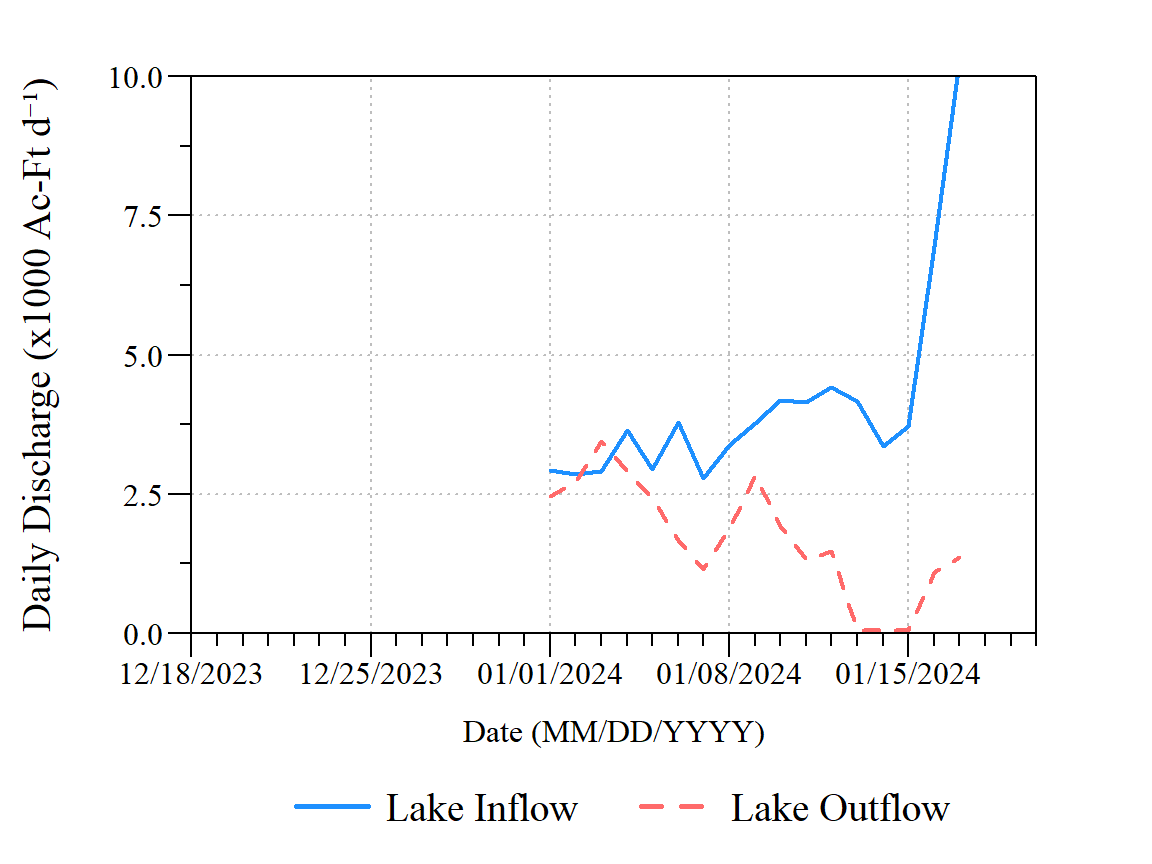 Daily Discharge (x1000 Ac-Ft d⁻¹)
10.0
7.5
5.0
2.5
0.0
12/18/2023 12/25/2023 01/01/2024 01/08/2024 01/15/2024
Date (MM/DD/YYYY)
Lake Inflow Lake Outflow